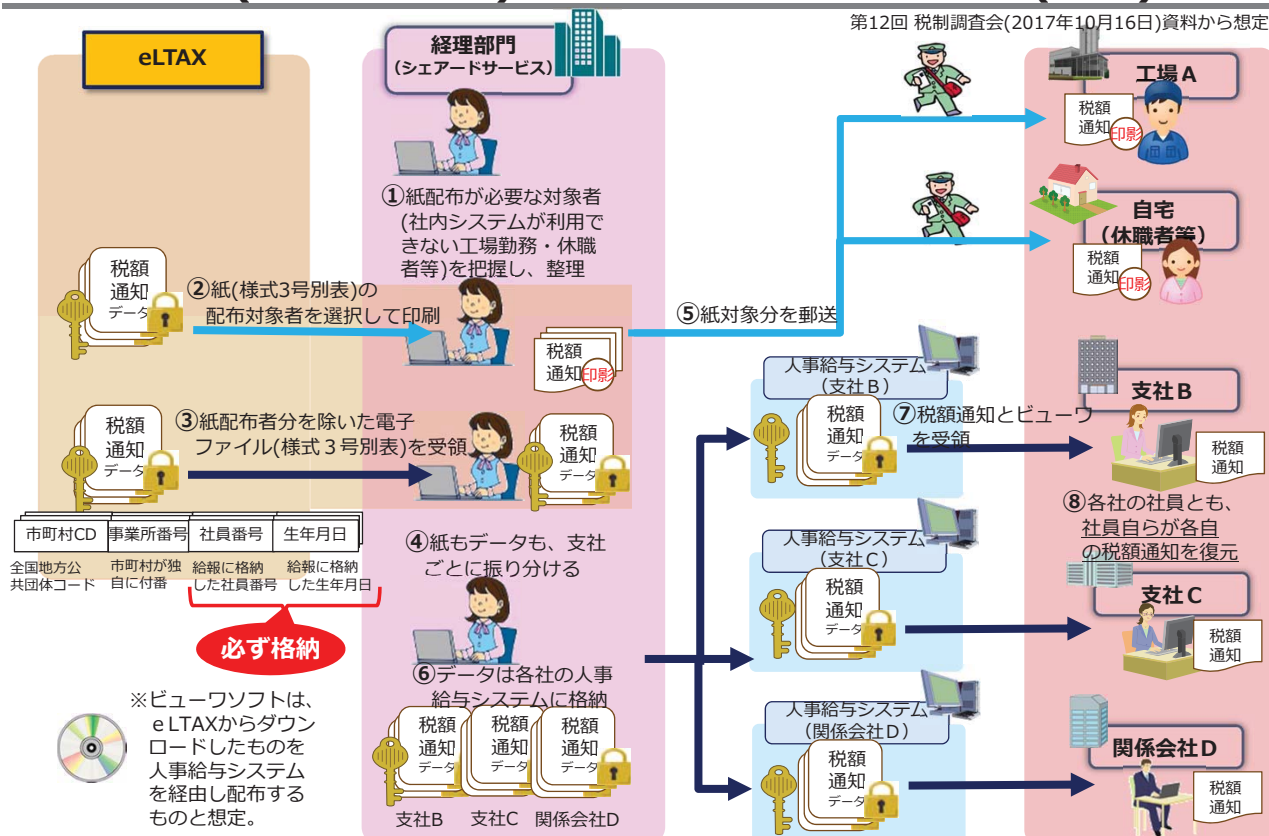 第12回 税制調査会(2017年10月16日)資料から想定
eLTAX
経理部門
(シェアードサービス)
①紙配布が必要な対象者
(社内システムが利用で
きない工場勤務・休職
者等)を把握し、整理
税額
通知
データ
②紙(様式3号別表)の
配布対象者を選択して印刷
税額
通知
印影
⑤紙対象分を郵送
工場A
税額
通知
印影
自宅
(休職者等)
税額
通知
印影
税額
通知
データ
③紙配布者分を除いた電子
ファイル(様式３号別表)を受領
税額
通知
データ
市町村CD
事業所番号
社員番号
生年月日
全国地方公
共団体コード
市町村が独
自に付番
給報に格納
した社員番号
給報に格納
した生年月日
必ず格納
※ビューワソフトは、
ｅLTAXからダウン
ロードしたものを
人事給与システム
を経由し配布する
ものと想定。
④紙もデータも、支社
ごとに振り分ける
⑥データは各社の人事
給与システムに格納
税額
通知
データ
税額
通知
データ
税額
通知
データ
支社B
支社C
関係会社D
人事給与システム
(支社Ｂ)
税額
通知
データ
⑦税額通知とビューワ
を受領
支社Ｂ
税額
通知
⑧各社の社員とも、
社員自らが各自
の税額通知を復元
人事給与システム
(支社Ｃ)
税額
通知
データ
支社Ｃ
税額
通知
人事給与システム
(関係会社Ｄ)
税額
通知
データ
関係会社D
税額
通知